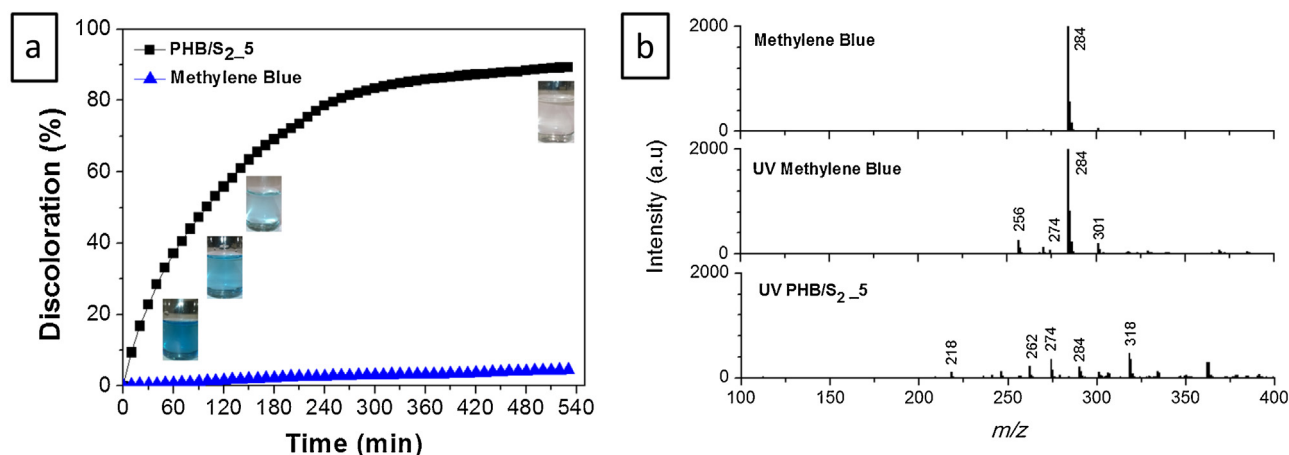 a
100
80
60
40
20
0
Discoloration (%)
PHB/S2_5
Methylene Blue
0 60 120 180 240 300 360 420 480 540
Time (min)
b
Intensity (a.u)
2000
0
Methylene Blue
284
2000
0
UV Methylene Blue
256
274
284
301
2000
0
UV PHB/S2_5
218
262
274
284
318
100 250 300 350 400
m/z